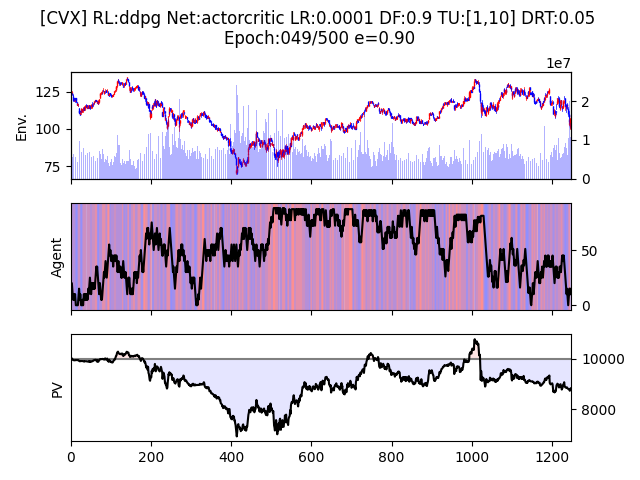 [CVX] RL:ddpg Net:actorcritic LR:0.0001 DF:0.9 TU:[1,10] DRT:0.05
Epoch:049/500 e=0.90
1e7
125
100
75
Env.
2
1
0
Agent
50
0
PV
10000
8000
0 200 400 600 800 1000 1200